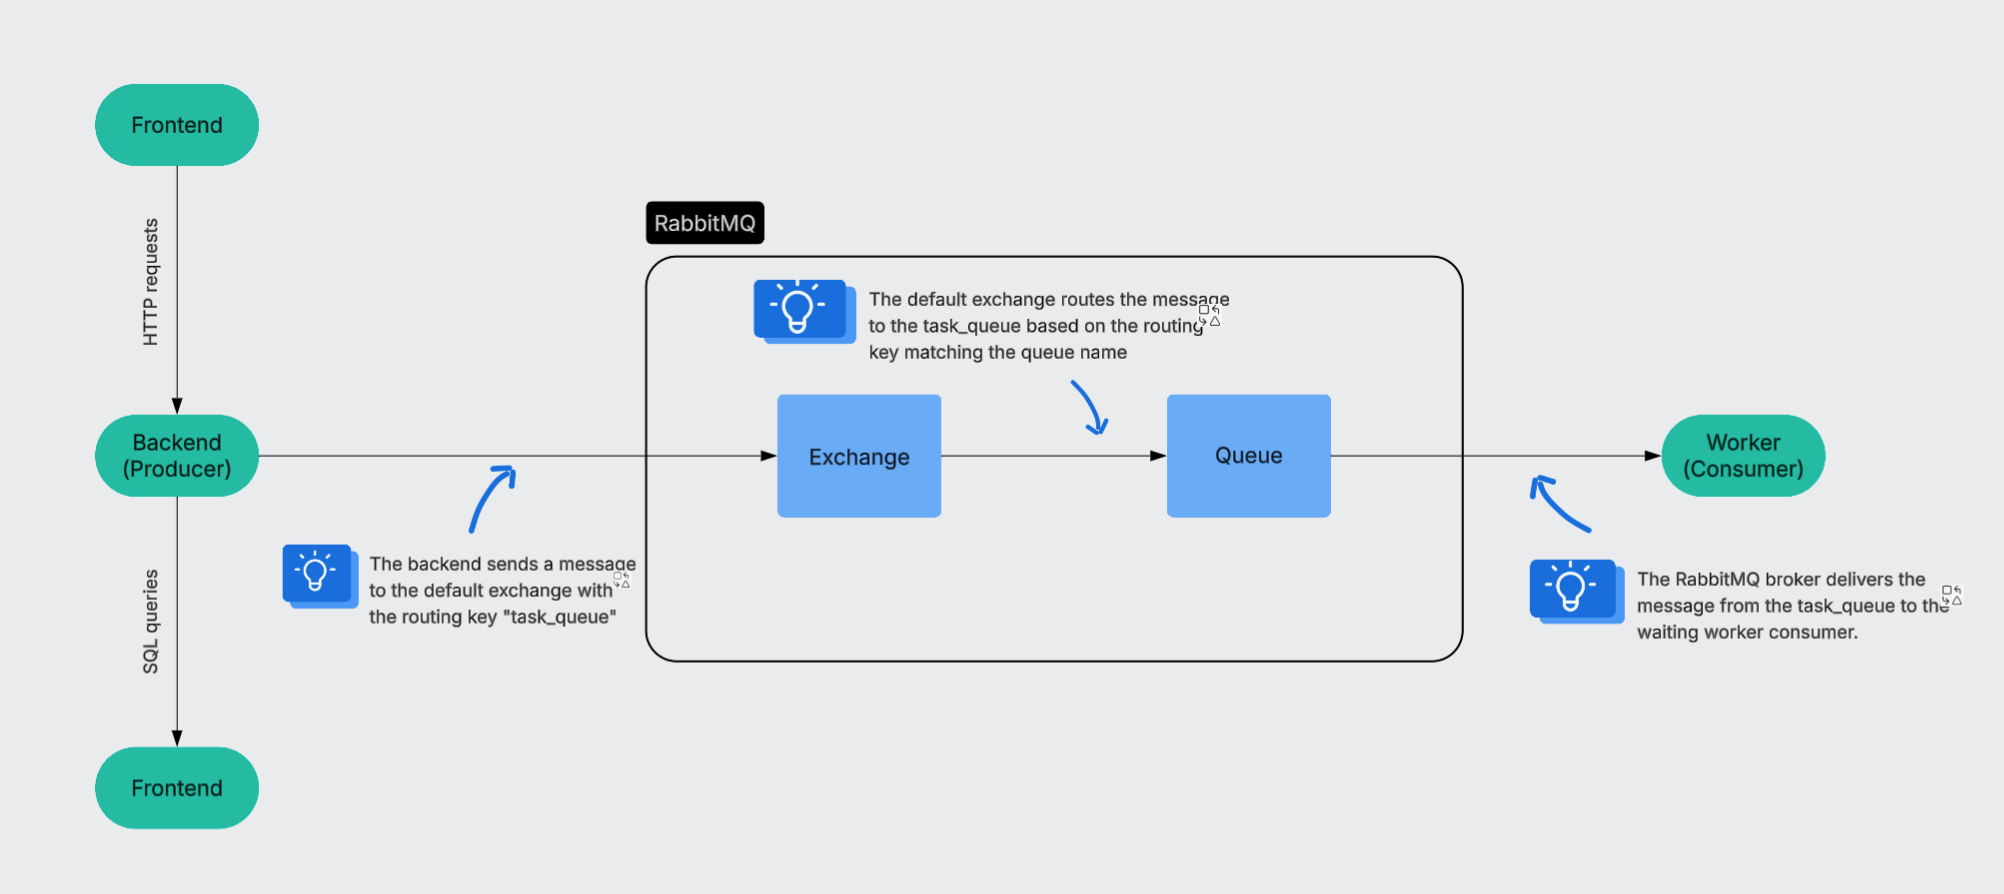 Frontend
HTTP requests
RabbitMQ
The default exchange routes the message
to the task_queue based on the routing
key matching the queue name
Backend
(Producer)
Exchange
Queue
Worker
(Consumer)
The backend sends a message
to the default exchange with
the routing key "task_queue"
The RabbitMQ broker delivers the
message from the task_queue to the
waiting worker consumer.
SQL queries
Frontend